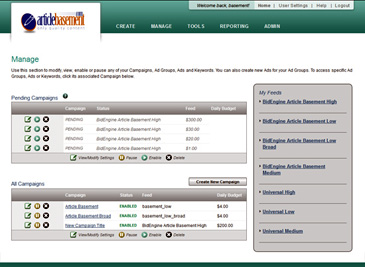 Welcome back, basement! Home | User Settings | Help | Logout
articlebasement
CREATE MANAGE TOOLS REPORTING ADMIN
Manage
Use this section to modify, view, enable or pause any of your Campaigns, Ad Groups, Ads and Keywords. You can also create new Ads for your Ad Groups. To access specific Ad
Groups, Ads or Keywords, click its associated Campaign below.
Pending Campaigns
Campaign Status Feed Daily Budget
PENDING BidEngine Article Basement High $300.00
PENDING BidEngine Article Basement High $30.00
PENDING BidEngine Article Basement High $20.00
PENDING BidEngine Article Basement High $1.00
View/Modify Settings Pause Enable Delete
All Campaigns
Create New Campaign
Campaign Status Feed Daily Budget
Article Basement ENABLED basement_low $4.00
Article Basement Broad ENABLED basement_low_broad $4.00
New Campaign Title ENABLED BidEngine Article Basement High $200.00
View/Modify Settings Pause Enable Delete
My Feeds
BidEngine Article Basement High
BidEngine Article Basement Low
BidEngine Article Basement Low
Broad
BidEngine Article Basement
Medium
Universal High
Universal Low
Universal Medium